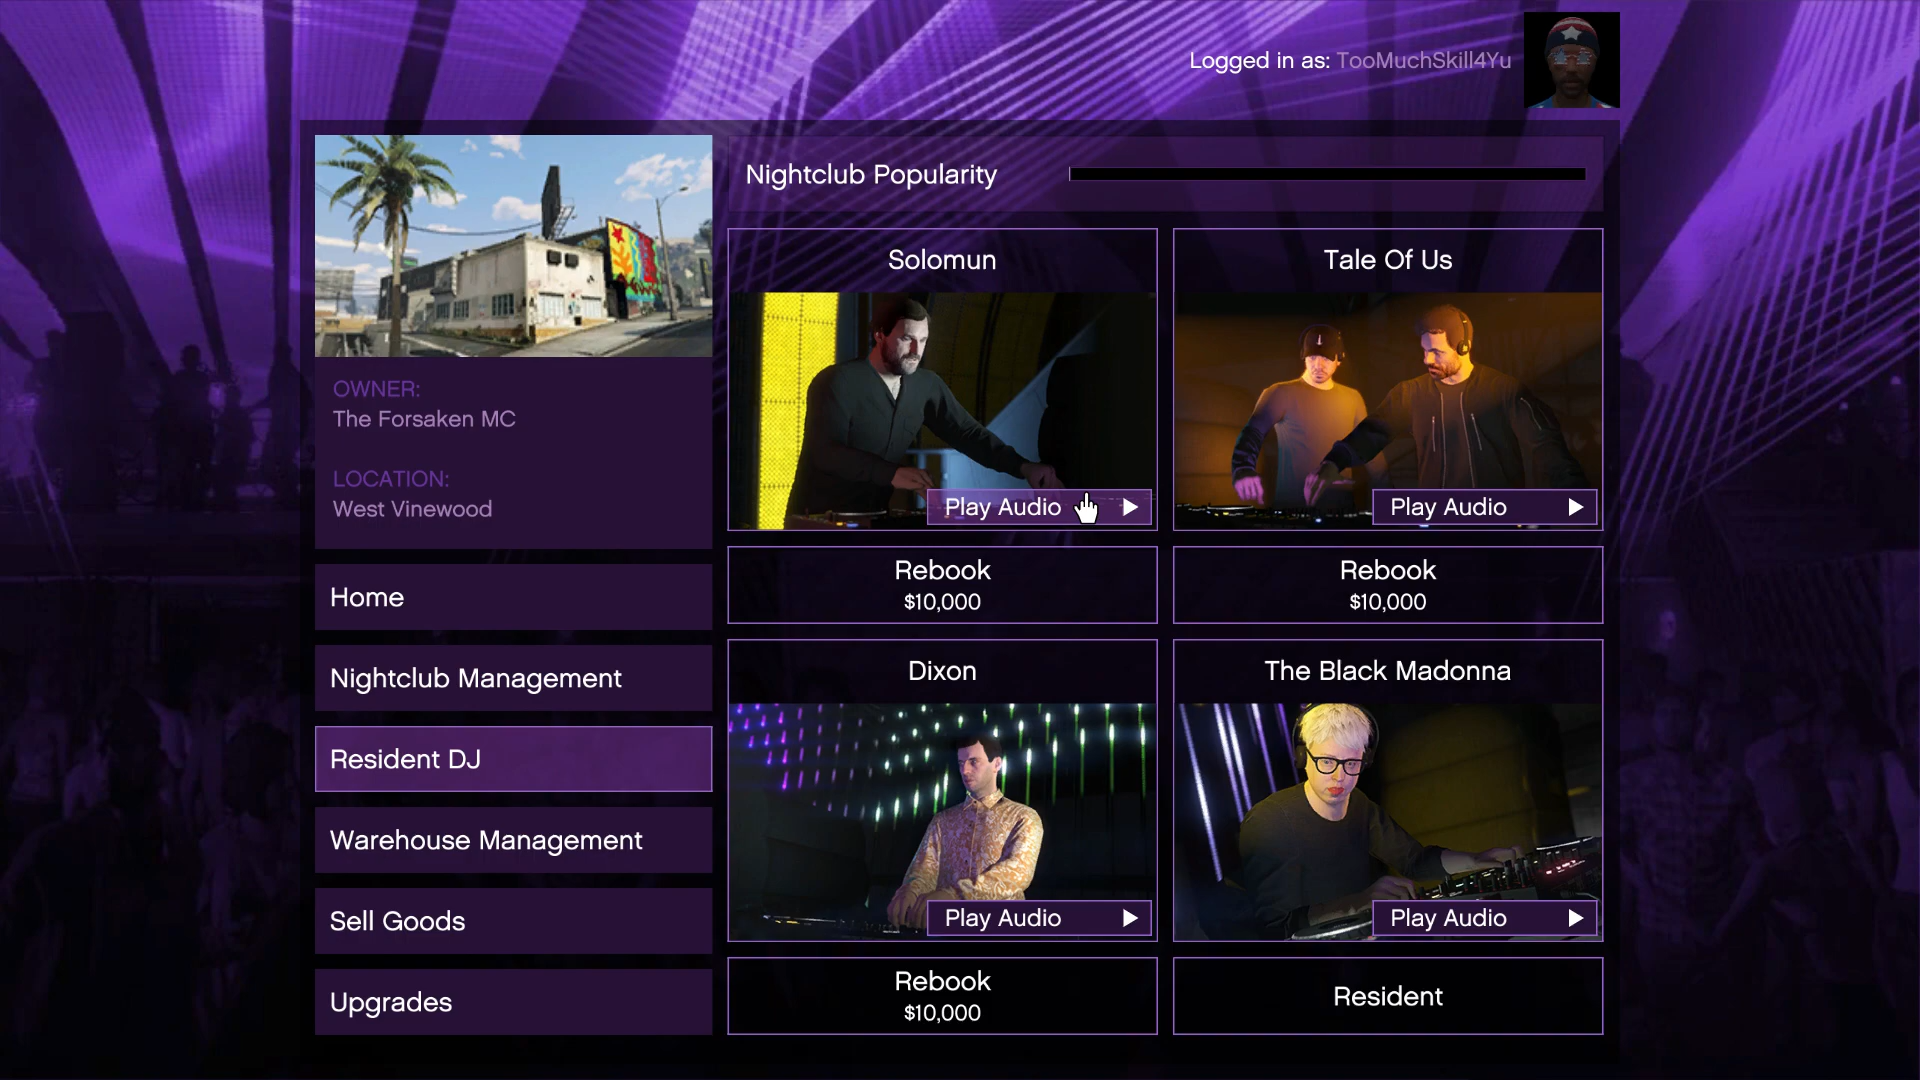 Logged in as: TooMuchSkill4Yu
Nightclub Popularity
OWNER:
The Forsaken MC
LOCATION:
West Vinewood
Home
Nightclub Management
Resident DJ
Warehouse Management
Sell Goods
Upgrades
Solomun
Play Audio
Rebook
$10,000
Tale Of Us
Play Audio
Rebook
$10,000
Dixon
Play Audio
Rebook
$10,000
The Black Madonna
Play Audio
Resident